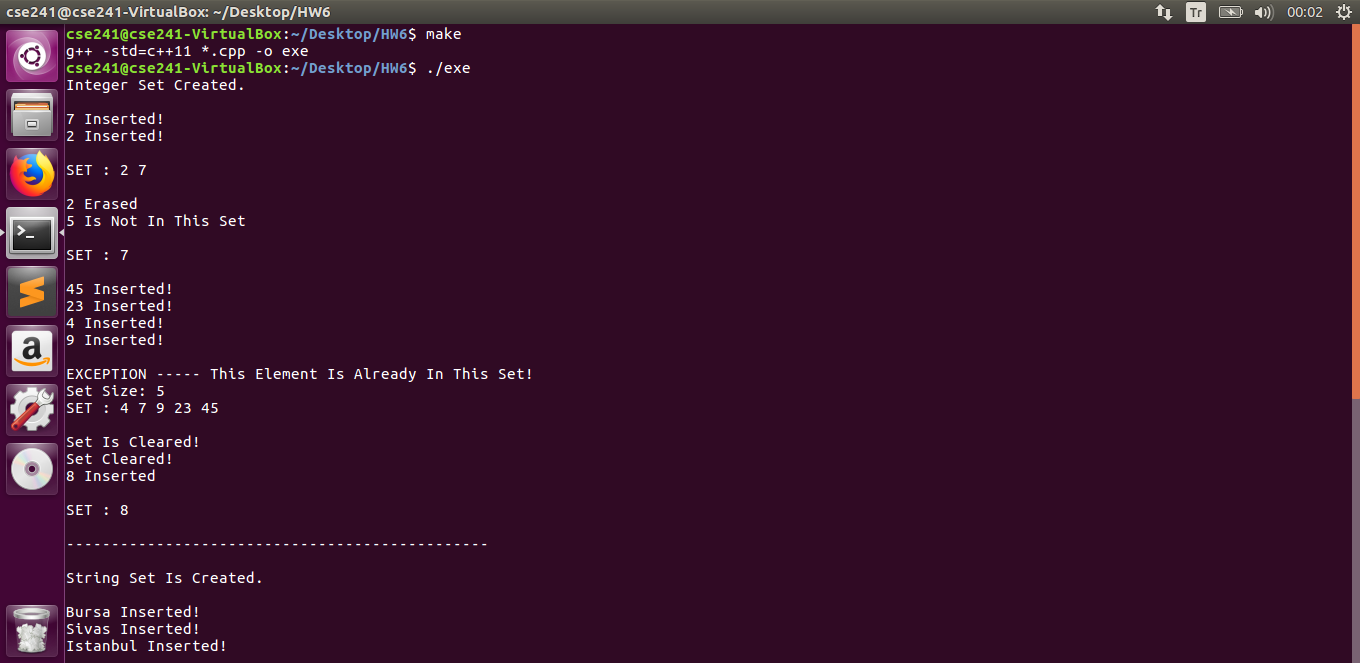 cse241@cse241-VirtualBox: ~/Desktop/HW6
Tr
00:02
cse241@cse241-VirtualBox:~/Desktop/HW6$ make
g++ -std=c++11 *.cpp -o exe
cse241@cse241-VirtualBox:~/Desktop/HW6$ ./exe
Integer Set Created.
7 Inserted!
2 Inserted!
SET : 2 7
2 Erased
5 Is Not In This Set
SET : 7
45 Inserted!
23 Inserted!
4 Inserted!
9 Inserted!
EXCEPTION ----- This Element Is Already In This Set!
Set Size: 5
SET : 4 7 9 23 45
Set Is Cleared!
Set Cleared!
8 Inserted
SET : 8
-----------------------------------------------
String Set Is Created.
Bursa Inserted!
Sivas Inserted!
Istanbul Inserted!